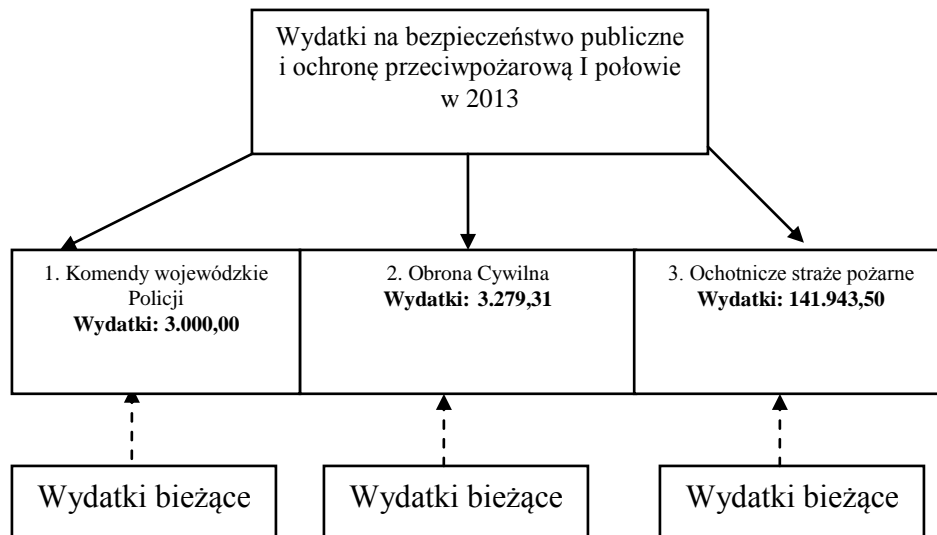 Wydatki na bezpieczeństwo publiczne
i ochronę przeciwpożarową I połowie
w 2013
1. Komendy wojewódzkie
Policji
Wydatki: 3.000,00
2. Obrona Cywilna
Wydatki: 3.279,31
3. Ochotnicze straże pożarne
Wydatki: 141.943,50
Wydatki bieżące
Wydatki bieżące
Wydatki bieżące